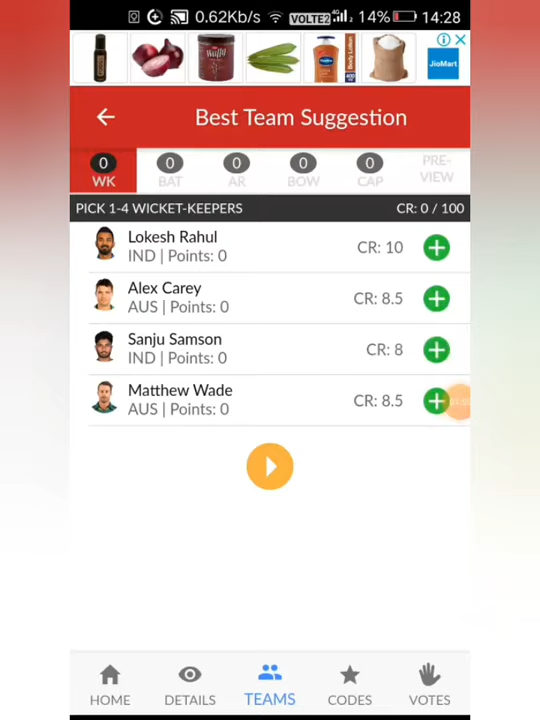 0.62Kb/s VOLTE2 4G 2 14% 14:28
JioMart
Best Team Suggestion
0 0 0 0 0 PRE-
WK BAT AR BOW CAP VIEW
PICK 1-4 WICKET-KEEPERS CR: 0 / 100
Lokesh Rahul
IND | Points: 0 CR: 10
Alex Carey
AUS | Points: 0 CR: 8.5
Sanju Samson
IND | Points: 0 CR: 8
Matthew Wade
AUS | Points: 0 CR: 8.5
HOME DETAILS TEAMS CODES VOTES